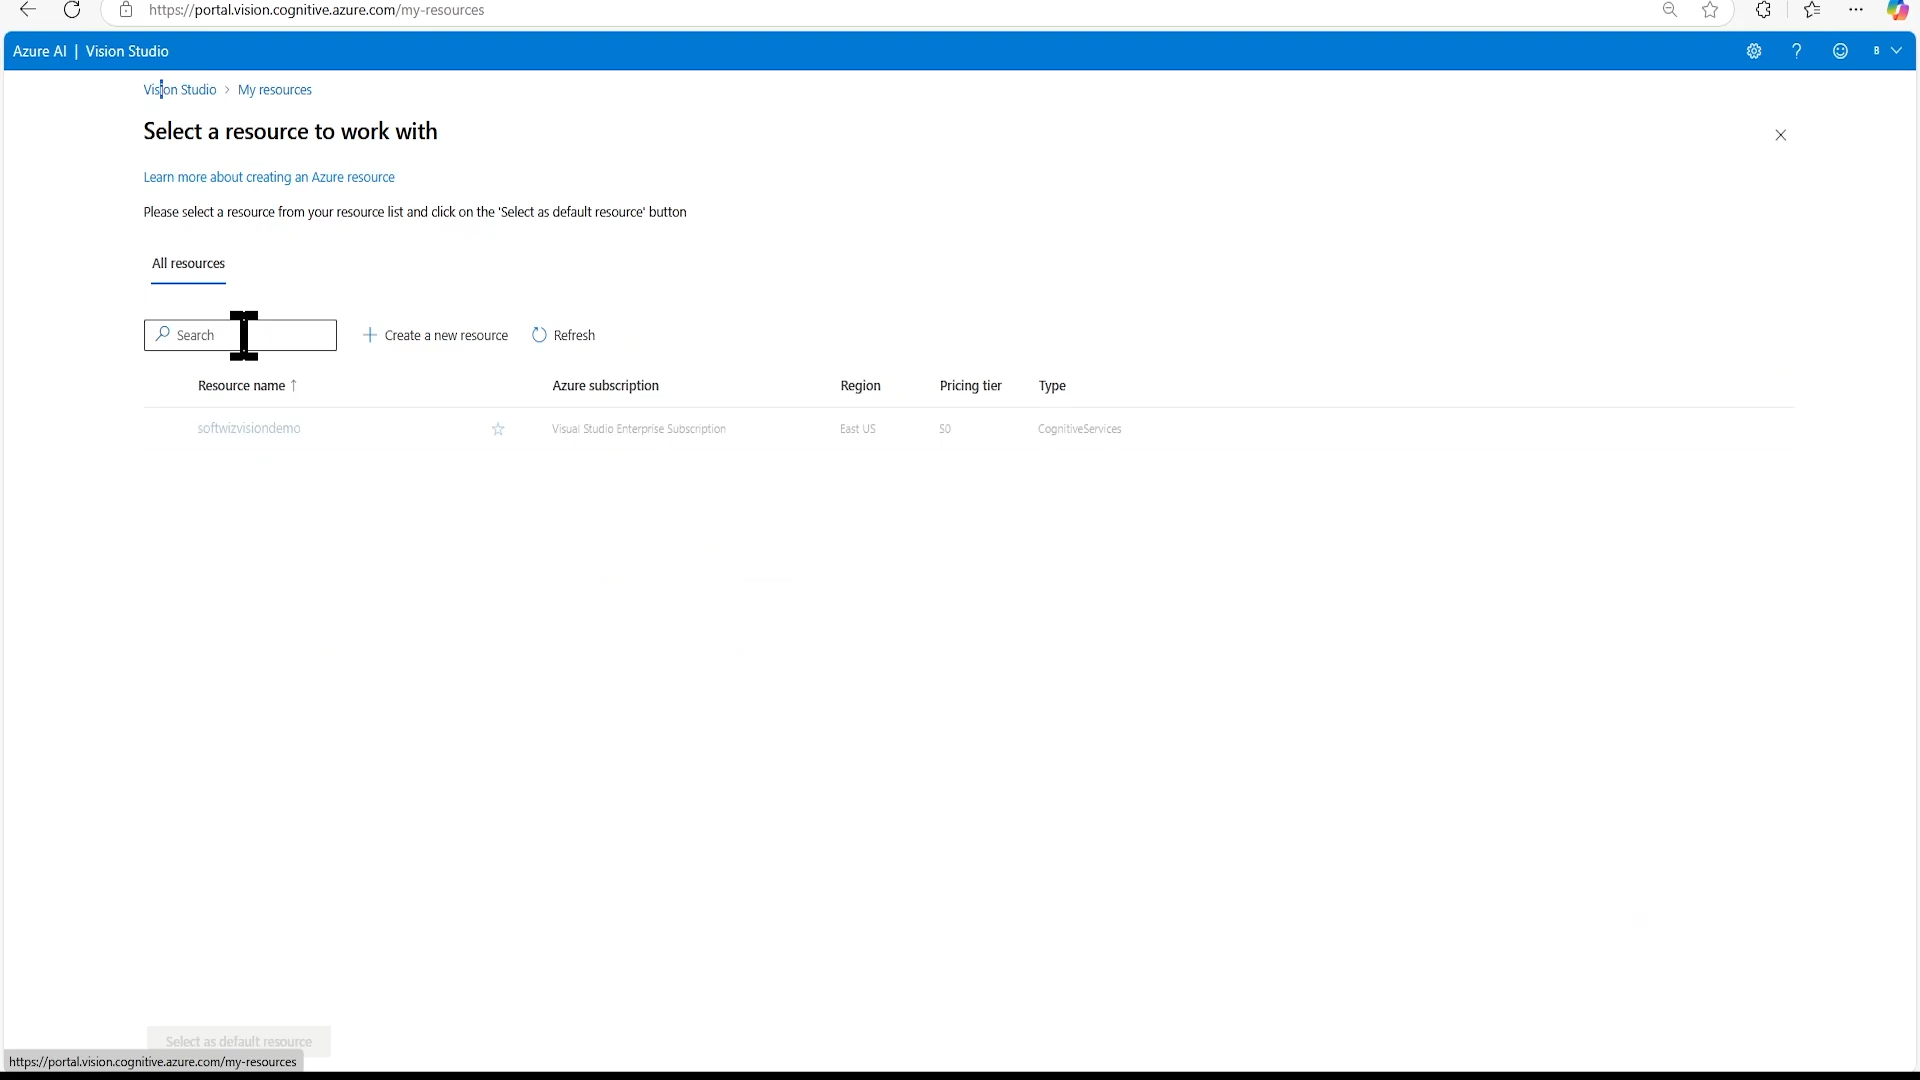 https://portal.vision.cognitive.azure.com/my-resources
Azure AI | Vision Studio
B
Vision Studio > My resources
Select a resource to work with
Learn more about creating an Azure resource
Please select a resource from your resource list and click on the 'Select as default resource' button
All resources
Search
Create a new resource
Refresh
Resource name ↑ Azure subscription Region Pricing tier Type
softwizvisiondemo Visual Studio Enterprise Subscription East US S0 CognitiveServices
Select as default resource
https://portal.vision.cognitive.azure.com/my-resources